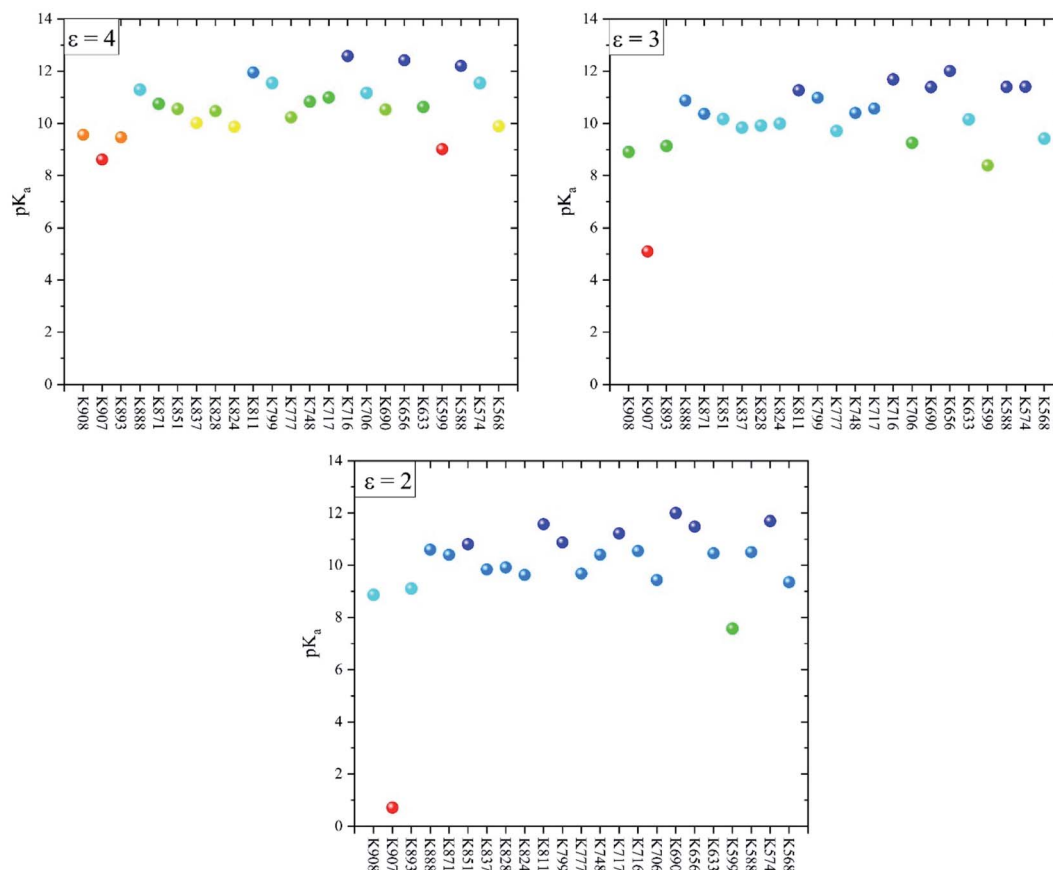 ε = 4
pKa
14
12
10
8
6
4
2
0
K908
K907
K893
K888
K871
K851
K837
K828
K824
K811
K799
K777
K748
K717
K716
K706
K690
K656
K633
K599
K588
K574
K568
ε = 3
pKa
14
12
10
8
6
4
2
0
K908
K907
K893
K888
K871
K851
K837
K828
K824
K811
K799
K777
K748
K717
K716
K706
K690
K656
K633
K599
K588
K574
K568
ε = 2
pKa
14
12
10
8
6
4
2
0
K908
K907
K893
K888
K871
K851
K837
K828
K824
K811
K799
K777
K748
K717
K716
K706
K690
K656
K633
K599
K588
K574
K568